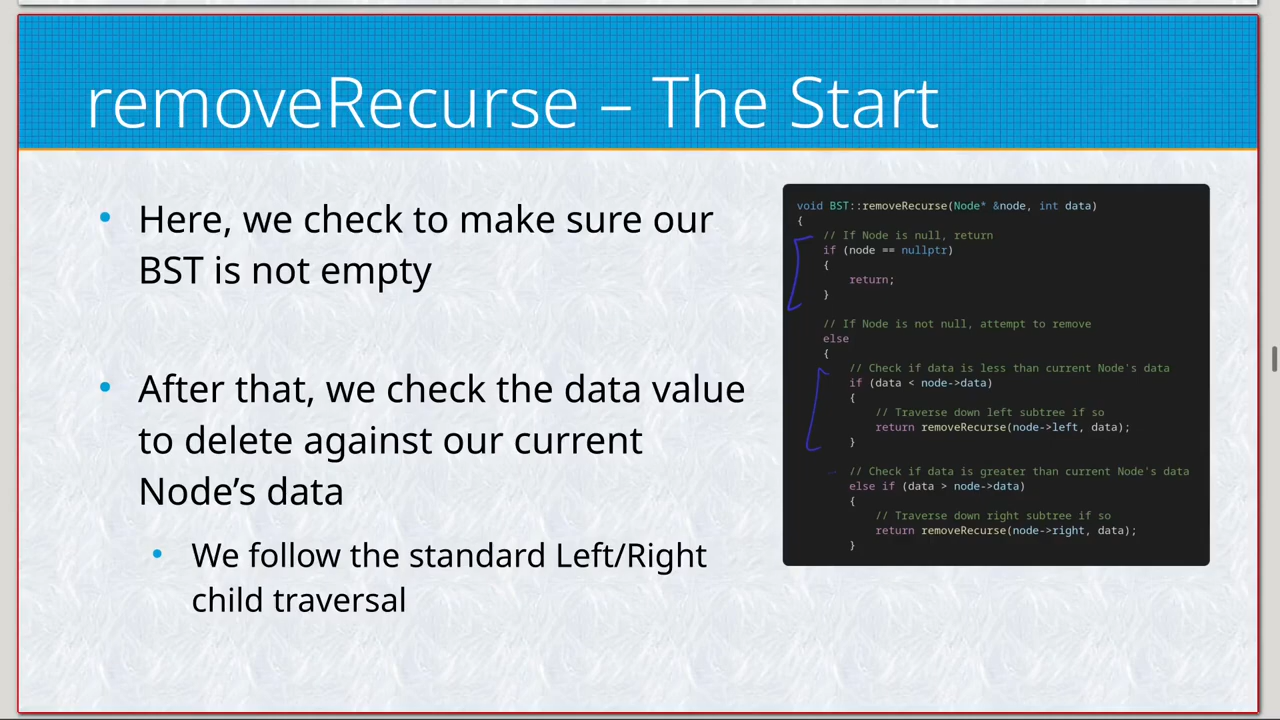 removeRecurse – The Start
Here, we check to make sure our
BST is not empty
After that, we check the data value
to delete against our current
Node’s data
We follow the standard Left/Right
child traversal
void BST::removeRecurse(Node* &node, int data)
{
// If Node is null, return
if (node == nullptr)
{
return;
}
// If Node is not null, attempt to remove
else
{
// Check if data is less than current Node's data
if (data < node->data)
{
// Traverse down left subtree if so
return removeRecurse(node->left, data);
}
// Check if data is greater than current Node's data
else if (data > node->data)
{
// Traverse down right subtree if so
return removeRecurse(node->right, data);
}